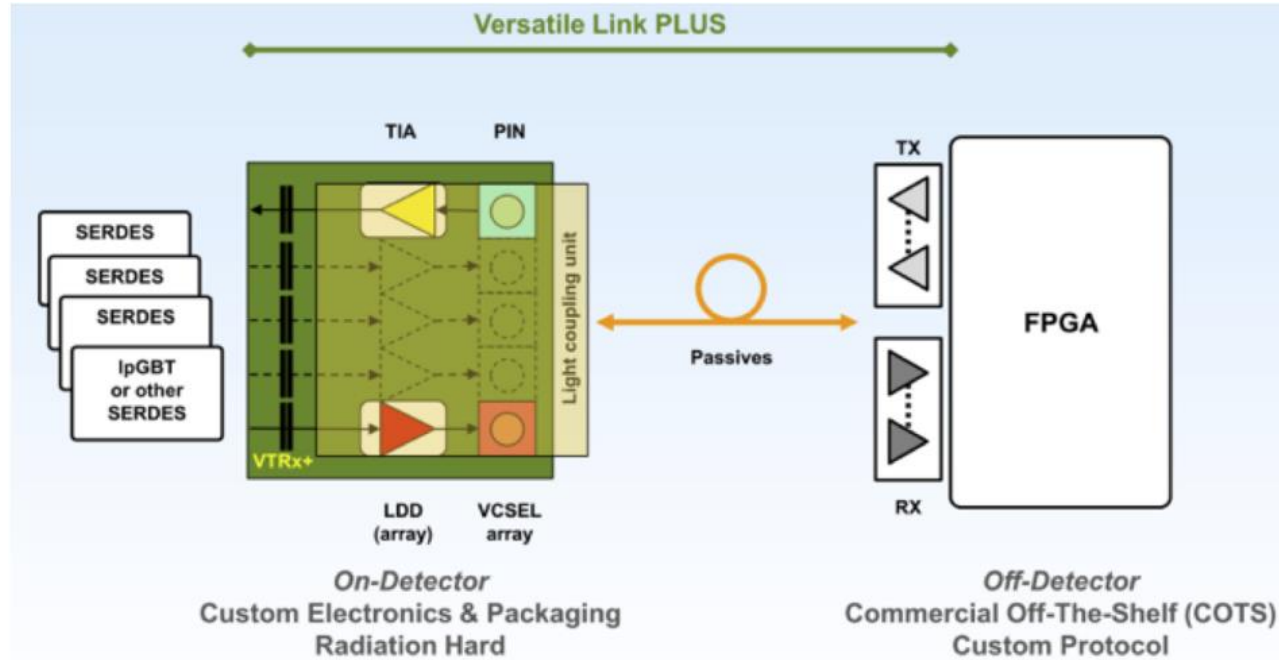 Versatile Link PLUS
TIA
PIN
TX
SERDES
SERDES
SERDES
lpGBT
or other
SERDES
Light coupling unit
Passives
FPGA
VTRx+
LDD
(array)
VCSEL
array
RX
On-Detector
Custom Electronics & Packaging
Radiation Hard
Off-Detector
Commercial Off-The-Shelf (COTS)
Custom Protocol